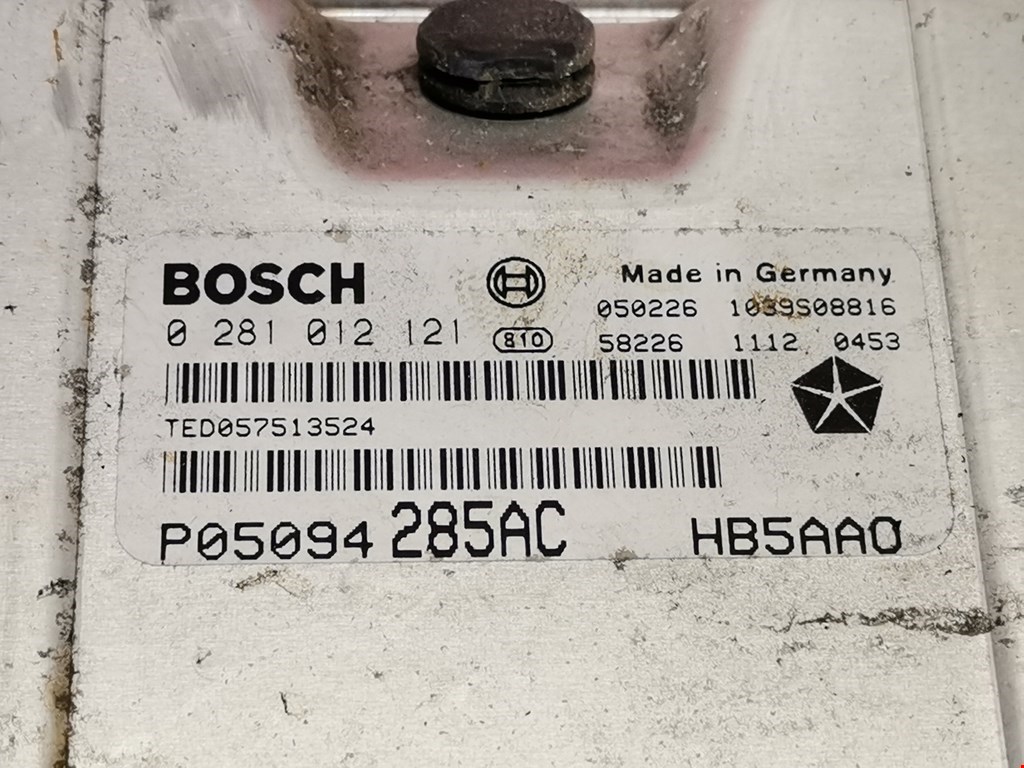 BOSCH
Made in Germany
050226 1039S08816
0 281 012 121
810
58226 1112 0453
TED057513524
P05094 285AC HB5AA0